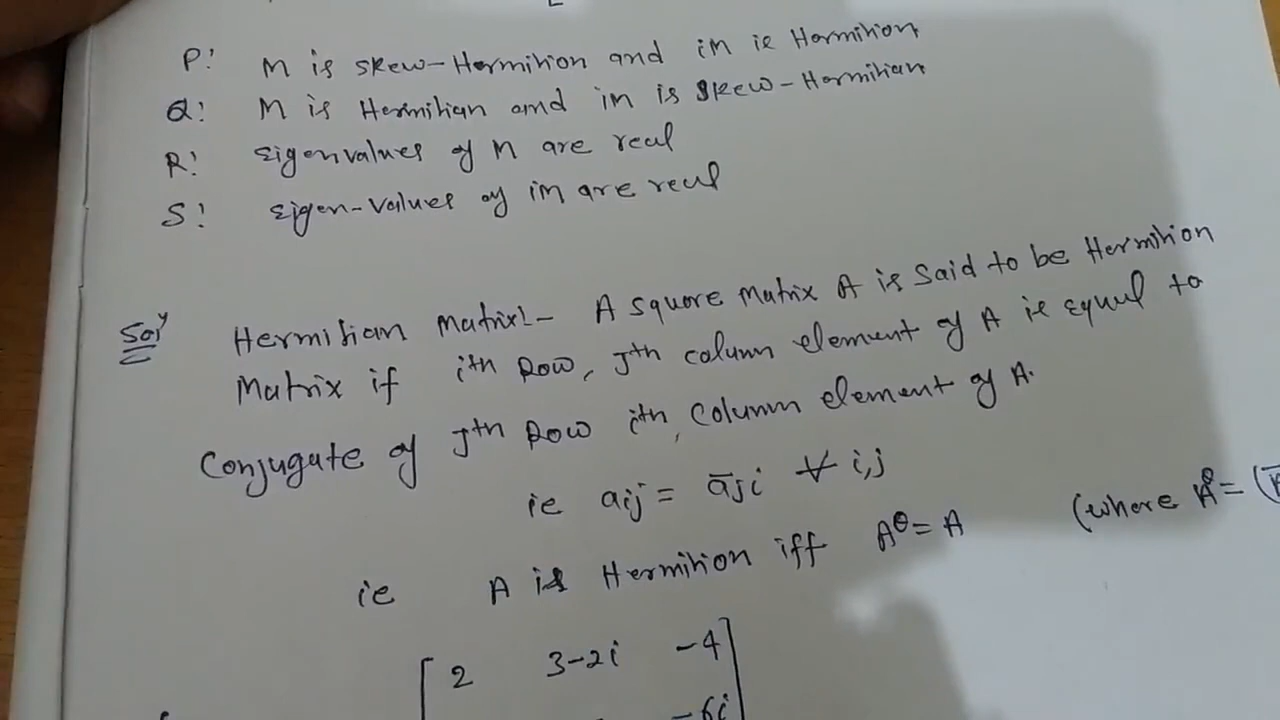 P: M is skew-Hermition and im is Hermition
Q: M is Hermitian and im is skew-Hermitian
R: Eigenvalues of M are real
S: Eigen-values of im are real
Solⁿ Hermitian Matrix:- A Square Matrix A is said to be Hermition
Matrix if ith Row, Jth column element of A is equal to
conjugate of Jth Row ith, column element of A.
ie aij = a̅ji ∀ i,j
ie A is Hermition iff Aᶿ = A (where Aᶿ = (
2 3-2i -4
-6i